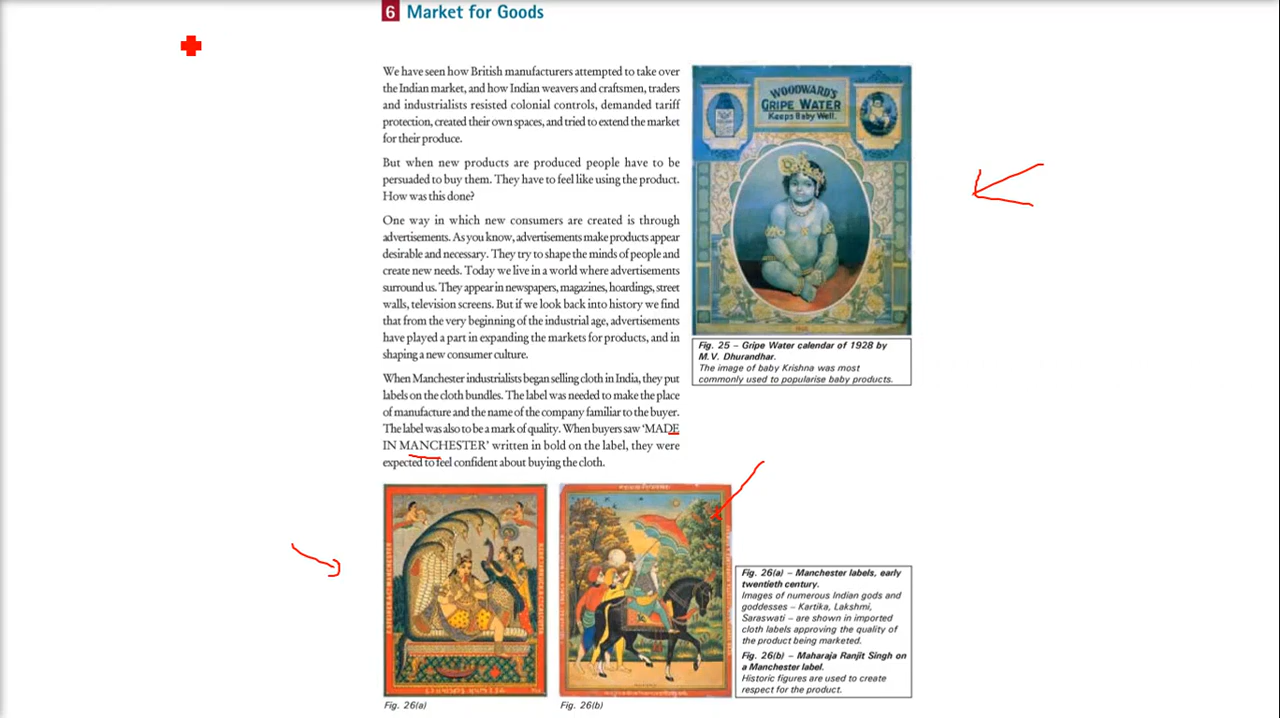 6 Market for Goods
We have seen how British manufacturers attempted to take over
the Indian market, and how Indian weavers and craftsmen, traders
and industrialists resisted colonial controls, demanded tariff
protection, created their own spaces, and tried to extend the market
for their produce.
But when new products are produced people have to be
persuaded to buy them. They have to feel like using the product.
How was this done?
One way in which new consumers are created is through
advertisements. As you know, advertisements make products appear
desirable and necessary. They try to shape the minds of people and
create new needs. Today we live in a world where advertisements
surround us. They appear in newspapers, magazines, hoardings, street
walls, television screens. But if we look back into history we find
that from the very beginning of the industrial age, advertisements
have played a part in expanding the markets for products, and in
shaping a new consumer culture.
When Manchester industrialists began selling cloth in India, they put
labels on the cloth bundles. The label was needed to make the place
of manufacture and the name of the company familiar to the buyer.
The label was also to be a mark of quality. When buyers saw ‘MADE
IN MANCHESTER’ written in bold on the label, they were
expected to feel confident about buying the cloth.
WOODWARD'S
GRIPE WATER
Keeps Baby Well.
Fig. 25 – Gripe Water calendar of 1928 by
M.V. Dhurandhar.
The image of baby Krishna was most
commonly used to popularise baby products.
Fig. 26(a) – Manchester labels, early
twentieth century.
Images of numerous Indian gods and
goddesses – Kartika, Lakshmi,
Saraswati – are shown in imported
cloth labels approving the quality of
the product being marketed.
Fig. 26(b) – Maharaja Ranjit Singh on
a Manchester label.
Historic figures are used to create
respect for the product.
Fig. 26(a)
Fig. 26(b)